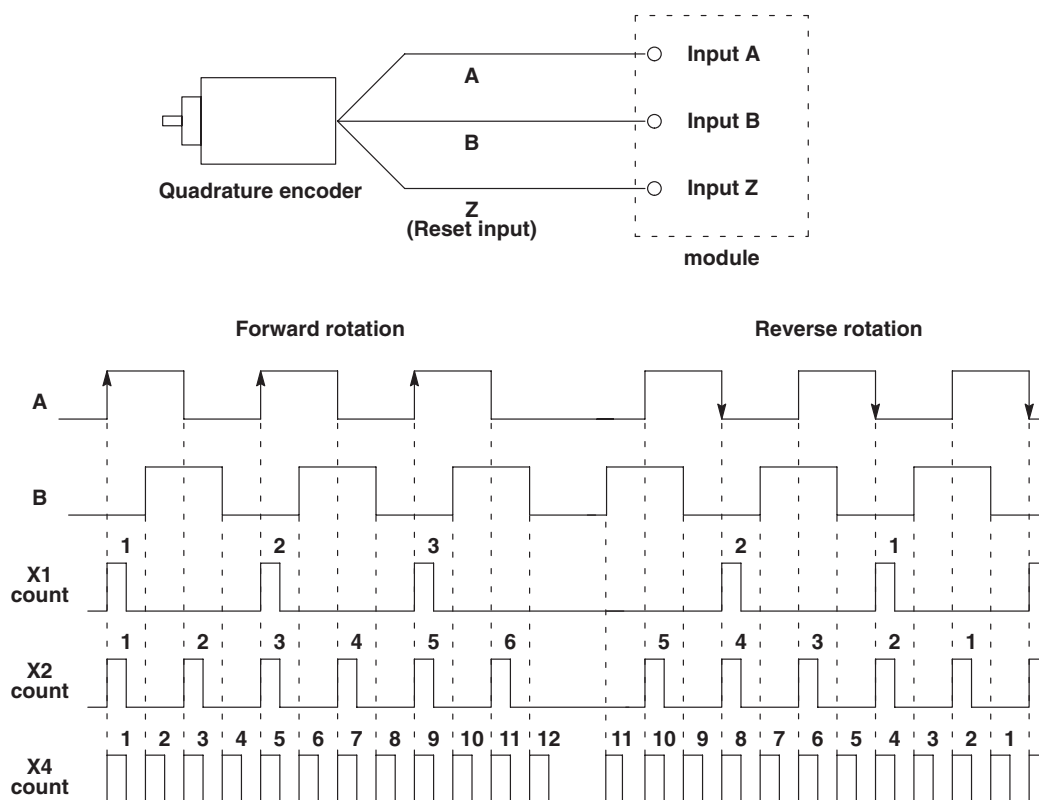 Input A
A
Input B
B
Quadrature encoder
Input Z
Z
(Reset input)
module
Forward rotation Reverse rotation
A
B
1 2 3 2 1
X1
count
1 2 3 4 5 6 5 4 3 2 1
X2
count
1 2 3 4 5 6 7 8 9 10 11 12 11 10 9 8 7 6 5 4 3 2 1
X4
count